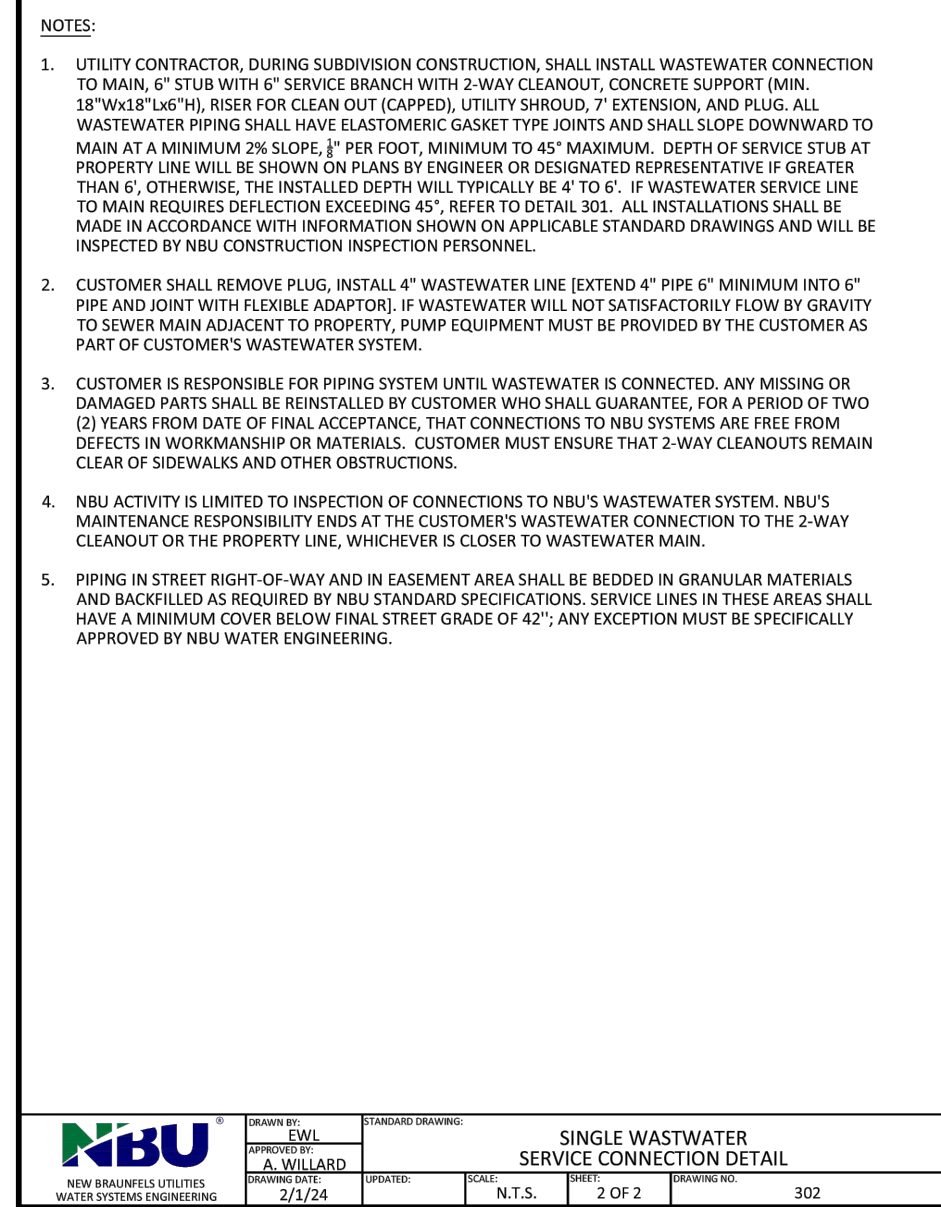 NOTES:
1. UTILITY CONTRACTOR, DURING SUBDIVISION CONSTRUCTION, SHALL INSTALL WASTEWATER CONNECTION
TO MAIN, 6" STUB WITH 6" SERVICE BRANCH WITH 2-WAY CLEANOUT, CONCRETE SUPPORT (MIN.
18"Wx18"Lx6"H), RISER FOR CLEAN OUT (CAPPED), UTILITY SHROUD, 7' EXTENSION, AND PLUG. ALL
WASTEWATER PIPING SHALL HAVE ELASTOMERIC GASKET TYPE JOINTS AND SHALL SLOPE DOWNWARD TO
MAIN AT A MINIMUM 2% SLOPE, 1/8" PER FOOT, MINIMUM TO 45° MAXIMUM. DEPTH OF SERVICE STUB AT
PROPERTY LINE WILL BE SHOWN ON PLANS BY ENGINEER OR DESIGNATED REPRESENTATIVE IF GREATER
THAN 6', OTHERWISE, THE INSTALLED DEPTH WILL TYPICALLY BE 4' TO 6'. IF WASTEWATER SERVICE LINE
TO MAIN REQUIRES DEFLECTION EXCEEDING 45°, REFER TO DETAIL 301. ALL INSTALLATIONS SHALL BE
MADE IN ACCORDANCE WITH INFORMATION SHOWN ON APPLICABLE STANDARD DRAWINGS AND WILL BE
INSPECTED BY NBU CONSTRUCTION INSPECTION PERSONNEL.
2. CUSTOMER SHALL REMOVE PLUG, INSTALL 4" WASTEWATER LINE [EXTEND 4" PIPE 6" MINIMUM INTO 6"
PIPE AND JOINT WITH FLEXIBLE ADAPTOR]. IF WASTEWATER WILL NOT SATISFACTORILY FLOW BY GRAVITY
TO SEWER MAIN ADJACENT TO PROPERTY, PUMP EQUIPMENT MUST BE PROVIDED BY THE CUSTOMER AS
PART OF CUSTOMER'S WASTEWATER SYSTEM.
3. CUSTOMER IS RESPONSIBLE FOR PIPING SYSTEM UNTIL WASTEWATER IS CONNECTED. ANY MISSING OR
DAMAGED PARTS SHALL BE REINSTALLED BY CUSTOMER WHO SHALL GUARANTEE, FOR A PERIOD OF TWO
(2) YEARS FROM DATE OF FINAL ACCEPTANCE, THAT CONNECTIONS TO NBU SYSTEMS ARE FREE FROM
DEFECTS IN WORKMANSHIP OR MATERIALS. CUSTOMER MUST ENSURE THAT 2-WAY CLEANOUTS REMAIN
CLEAR OF SIDEWALKS AND OTHER OBSTRUCTIONS.
4. NBU ACTIVITY IS LIMITED TO INSPECTION OF CONNECTIONS TO NBU'S WASTEWATER SYSTEM. NBU'S
MAINTENANCE RESPONSIBILITY ENDS AT THE CUSTOMER'S WASTEWATER CONNECTION TO THE 2-WAY
CLEANOUT OR THE PROPERTY LINE, WHICHEVER IS CLOSER TO WASTEWATER MAIN.
5. PIPING IN STREET RIGHT-OF-WAY AND IN EASEMENT AREA SHALL BE BEDDED IN GRANULAR MATERIALS
AND BACKFILLED AS REQUIRED BY NBU STANDARD SPECIFICATIONS. SERVICE LINES IN THESE AREAS SHALL
HAVE A MINIMUM COVER BELOW FINAL STREET GRADE OF 42''; ANY EXCEPTION MUST BE SPECIFICALLY
APPROVED BY NBU WATER ENGINEERING.
NBU ®
NEW BRAUNFELS UTILITIES
WATER SYSTEMS ENGINEERING
DRAWN BY:
EWL
APPROVED BY:
A. WILLARD
DRAWING DATE:
2/1/24
STANDARD DRAWING:
SINGLE WASTWATER
SERVICE CONNECTION DETAIL
UPDATED:
SCALE:
N.T.S.
SHEET:
2 OF 2
DRAWING NO.
302